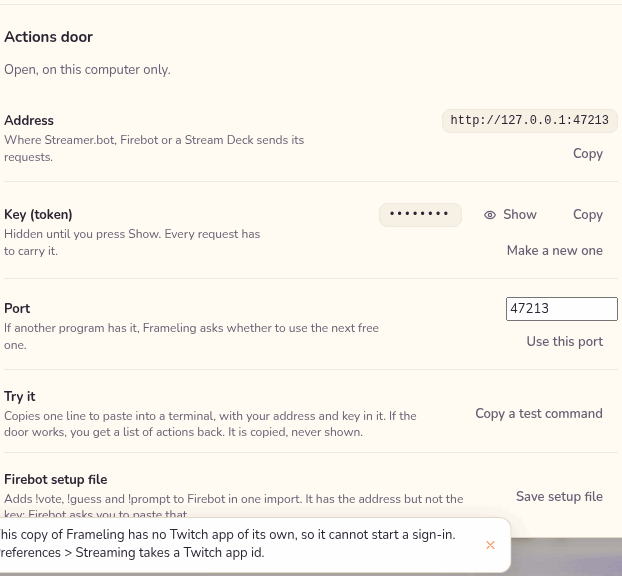 Actions door
Open, on this computer only.
Address
http://127.0.0.1:47213
Where Streamer.bot, Firebot or a Stream Deck sends its
requests.
Copy
Key (token)
••••••••
Show
Copy
Hidden until you press Show. Every request has
to carry it.
Make a new one
Port
47213
If another program has it, Frameling asks whether to use the next free
one.
Use this port
Try it
Copies one line to paste into a terminal, with your address and key in it. If the
door works, you get a list of actions back. It is copied, never shown.
Copy a test command
Firebot setup file
Adds !vote, !guess and !prompt to Firebot in one import. It has the address but not the
key: Firebot asks you to paste that.
Save setup file
his copy of Frameling has no Twitch app of its own, so it cannot start a sign-in.
references > Streaming takes a Twitch app id.